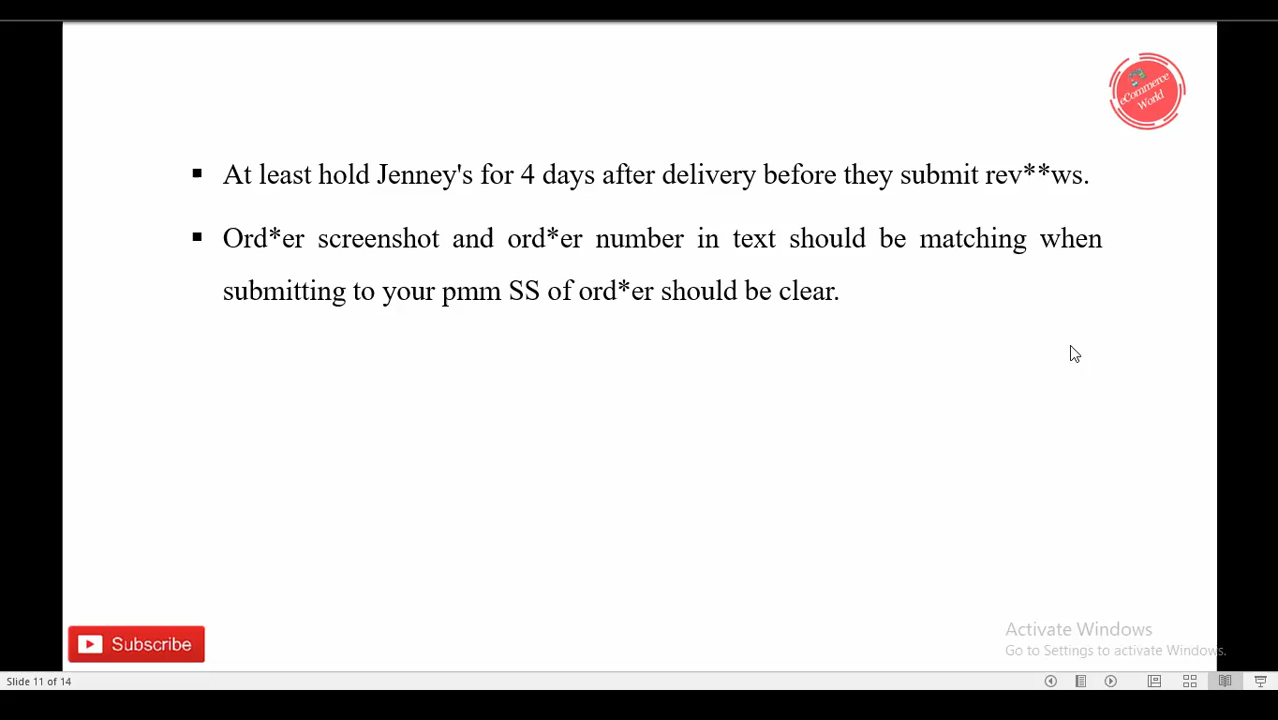 eCommerce
World
▪ At least hold Jenney's for 4 days after delivery before they submit rev**ws.
▪ Ord*er screenshot and ord*er number in text should be matching when
submitting to your pmm SS of ord*er should be clear.
Subscribe
Activate Windows
Go to Settings to activate Windows.
Slide 11 of 14